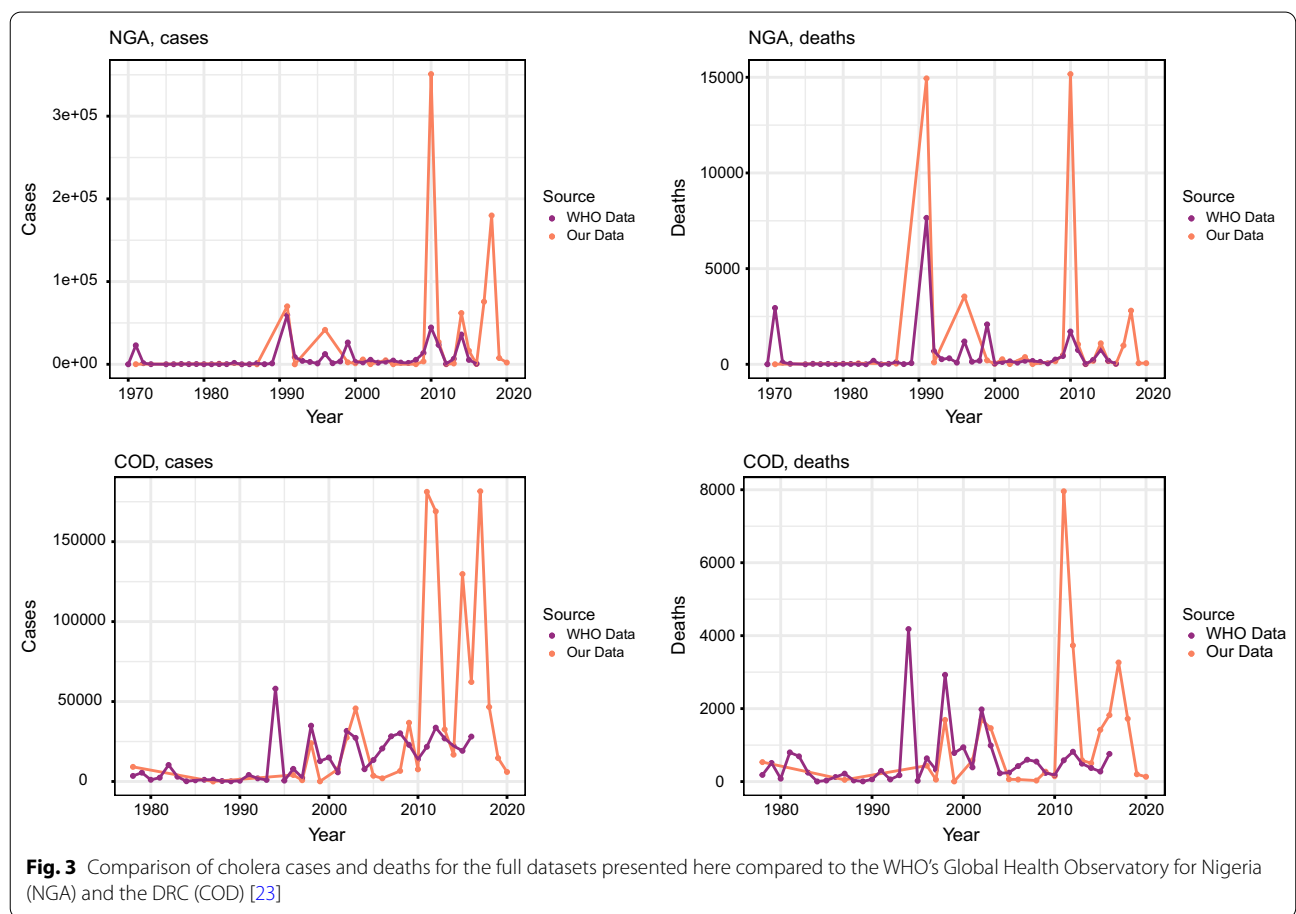 NGA, cases
3e+05
2e+05
1e+05
0e+00
Cases
1970 1980 1990 2000 2010 2020
Year
Source
WHO Data
Our Data
NGA, deaths
15000
10000
5000
0
Deaths
1970 1980 1990 2000 2010 2020
Year
Source
WHO Data
Our Data
COD, cases
150000
100000
50000
0
Cases
1980 1990 2000 2010 2020
Year
Source
WHO Data
Our Data
COD, deaths
8000
6000
4000
2000
0
Deaths
1980 1990 2000 2010 2020
Year
Source
WHO Data
Our Data
Fig. 3 Comparison of cholera cases and deaths for the full datasets presented here compared to the WHO's Global Health Observatory for Nigeria
(NGA) and the DRC (COD) [23]